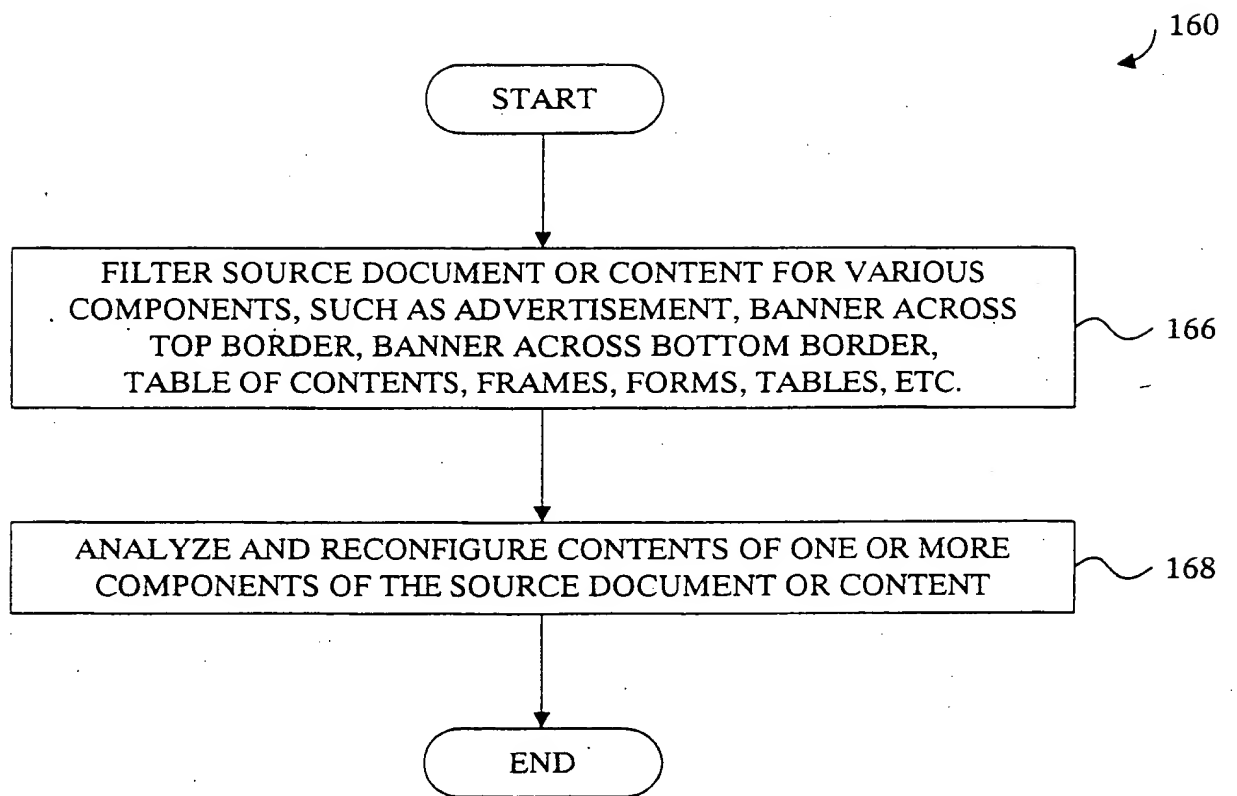 160
START
FILTER SOURCE DOCUMENT OR CONTENT FOR VARIOUS
COMPONENTS, SUCH AS ADVERTISEMENT, BANNER ACROSS
TOP BORDER, BANNER ACROSS BOTTOM BORDER,
TABLE OF CONTENTS, FRAMES, FORMS, TABLES, ETC.
166
ANALYZE AND RECONFIGURE CONTENTS OF ONE OR MORE
COMPONENTS OF THE SOURCE DOCUMENT OR CONTENT
168
END